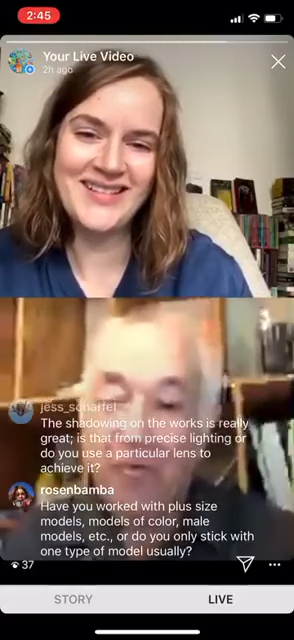 2:45
Your Live Video
2h ago
jess_scharfel
The shadowing on the works is really
great; is that from precise lighting or
do you use a particular lens to
achieve it?
rosenbamba
Have you worked with plus size
models, models of color, male
models, etc., or do you only stick with
one type of model usually?
37
STORY
LIVE